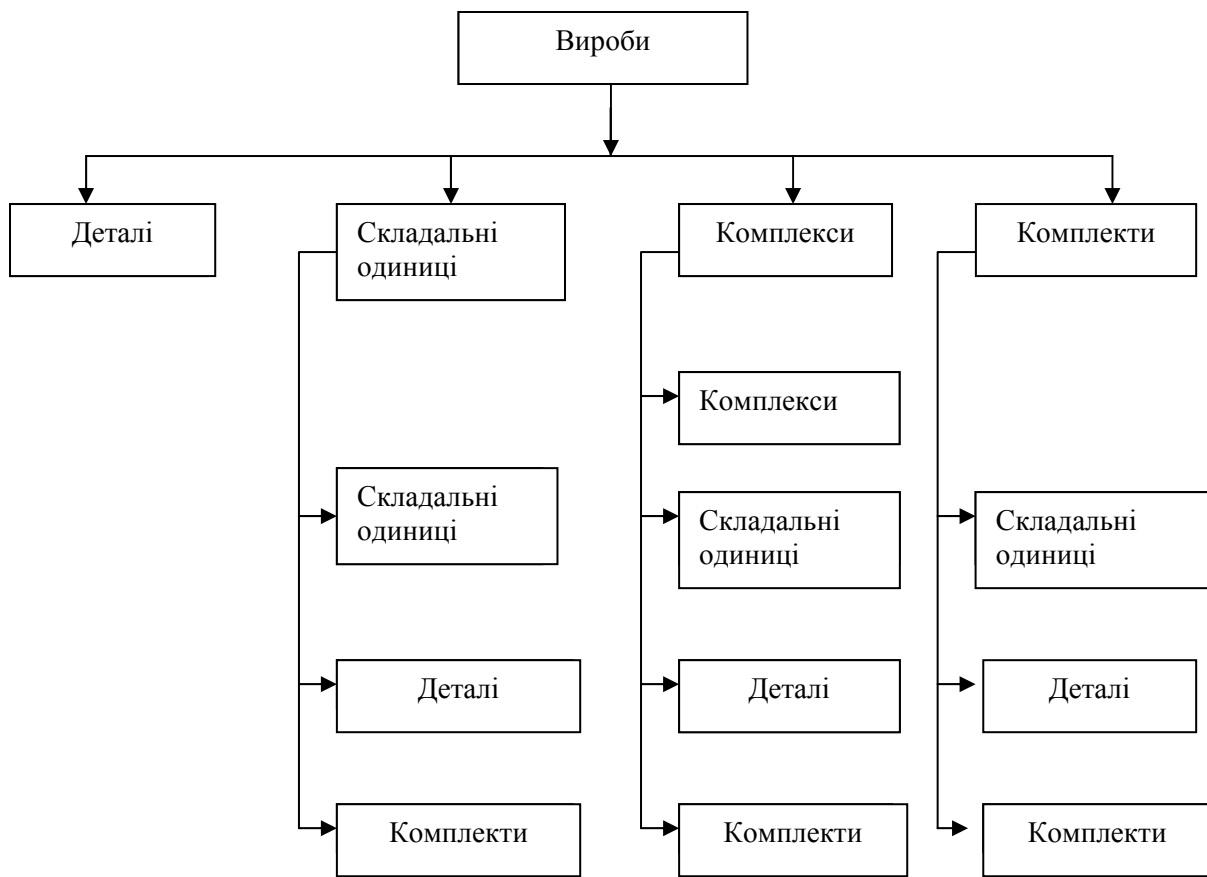 Вироби
Деталі
Складальні
одиниці
Комплекси
Комплекти
Комплекси
Складальні
одиниці
Складальні
одиниці
Складальні
одиниці
Деталі
Деталі
Деталі
Комплекти
Комплекти
Комплекти